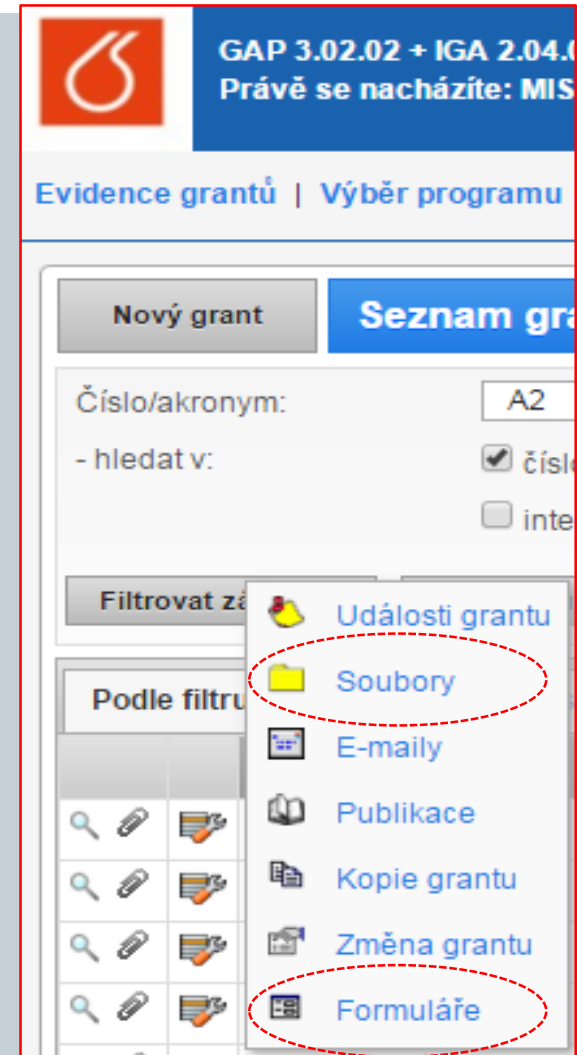 GAP 3.02.02 + IGA 2.04.
Právě se nacházíte: MIS
Evidence grantů | Výběr programu
Nový grant
Seznam gra
Číslo/akronym:
A2
- hledat v:
číslo
inte
Filtrovat zá
Události grantu
Soubory
Podle filtru
E-maily
Publikace
Kopie grantu
Změna grantu
Formuláře